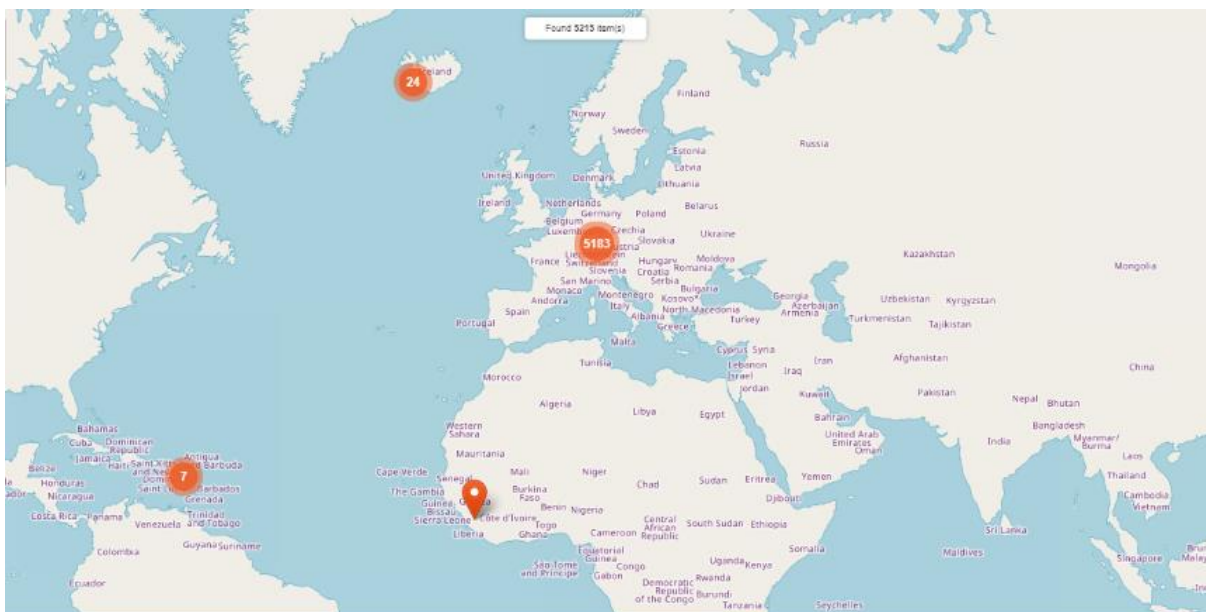 Found 5215 item(s)
24
Iceland
Finland
Norway
Sweden
Russia
Estonia
Latvia
Lithuania
United Kingdom
Denmark
Ireland
Netherlands
Germany
Poland
Belarus
Belgium
Czechia
Ukraine
5183
Slovakia
France
Switzerland
Hungary
Moldova
Slovenia
Croatia
Romania
Kazakhstan
Mongolia
San Marino
Serbia
Monaco
Montenegro
Bulgaria
Andorra
Italy
Kosovo*
Georgia
Azerbaijan
Uzbekistan
Kyrgyzstan
Spain
North Macedonia
Armenia
Portugal
Albania
Greece
Turkey
Turkmenistan
Tajikistan
Malta
Cyprus
Syria
Tunisia
Lebanon
Iran
Afghanistan
Morocco
Israel
Iraq
China
Jordan
Kuwait
Pakistan
Nepal
Bhutan
Algeria
Libya
Egypt
Bahrain
Bangladesh
Western
Sahara
United Arab
Emirates
Oman
India
Myanmar/
Burma
Bahamas
Cuba
Dominican
Republic
Jamaica
Haiti
Antigua
and Barbuda
Mauritania
Laos
Belize
Honduras
7
Cape Verde
Senegal
Mali
Niger
Chad
Sudan
Eritrea
Yemen
Thailand
Nicaragua
Barbados
Grenada
The Gambia
Guinea
Bissau
Burkina
Faso
Benin
Nigeria
Djibouti
Cambodia
Vietnam
Costa Rica
Panama
Trinidad
and Tobago
Venezuela
Sierra Leone
Côte d'Ivoire
Togo
Ghana
Liberia
Cameroon
Central
African
Republic
South Sudan
Ethiopia
Sri Lanka
Colombia
Guyana
Suriname
Equatorial
Guinea
Somalia
Maldives
Singapore
Ecuador
São Tome
and Principe
Congo
Gabon
Uganda
Kenya
Rwanda
Democratic
Republic
of the Congo
Burundi
Tanzania
Seychelles